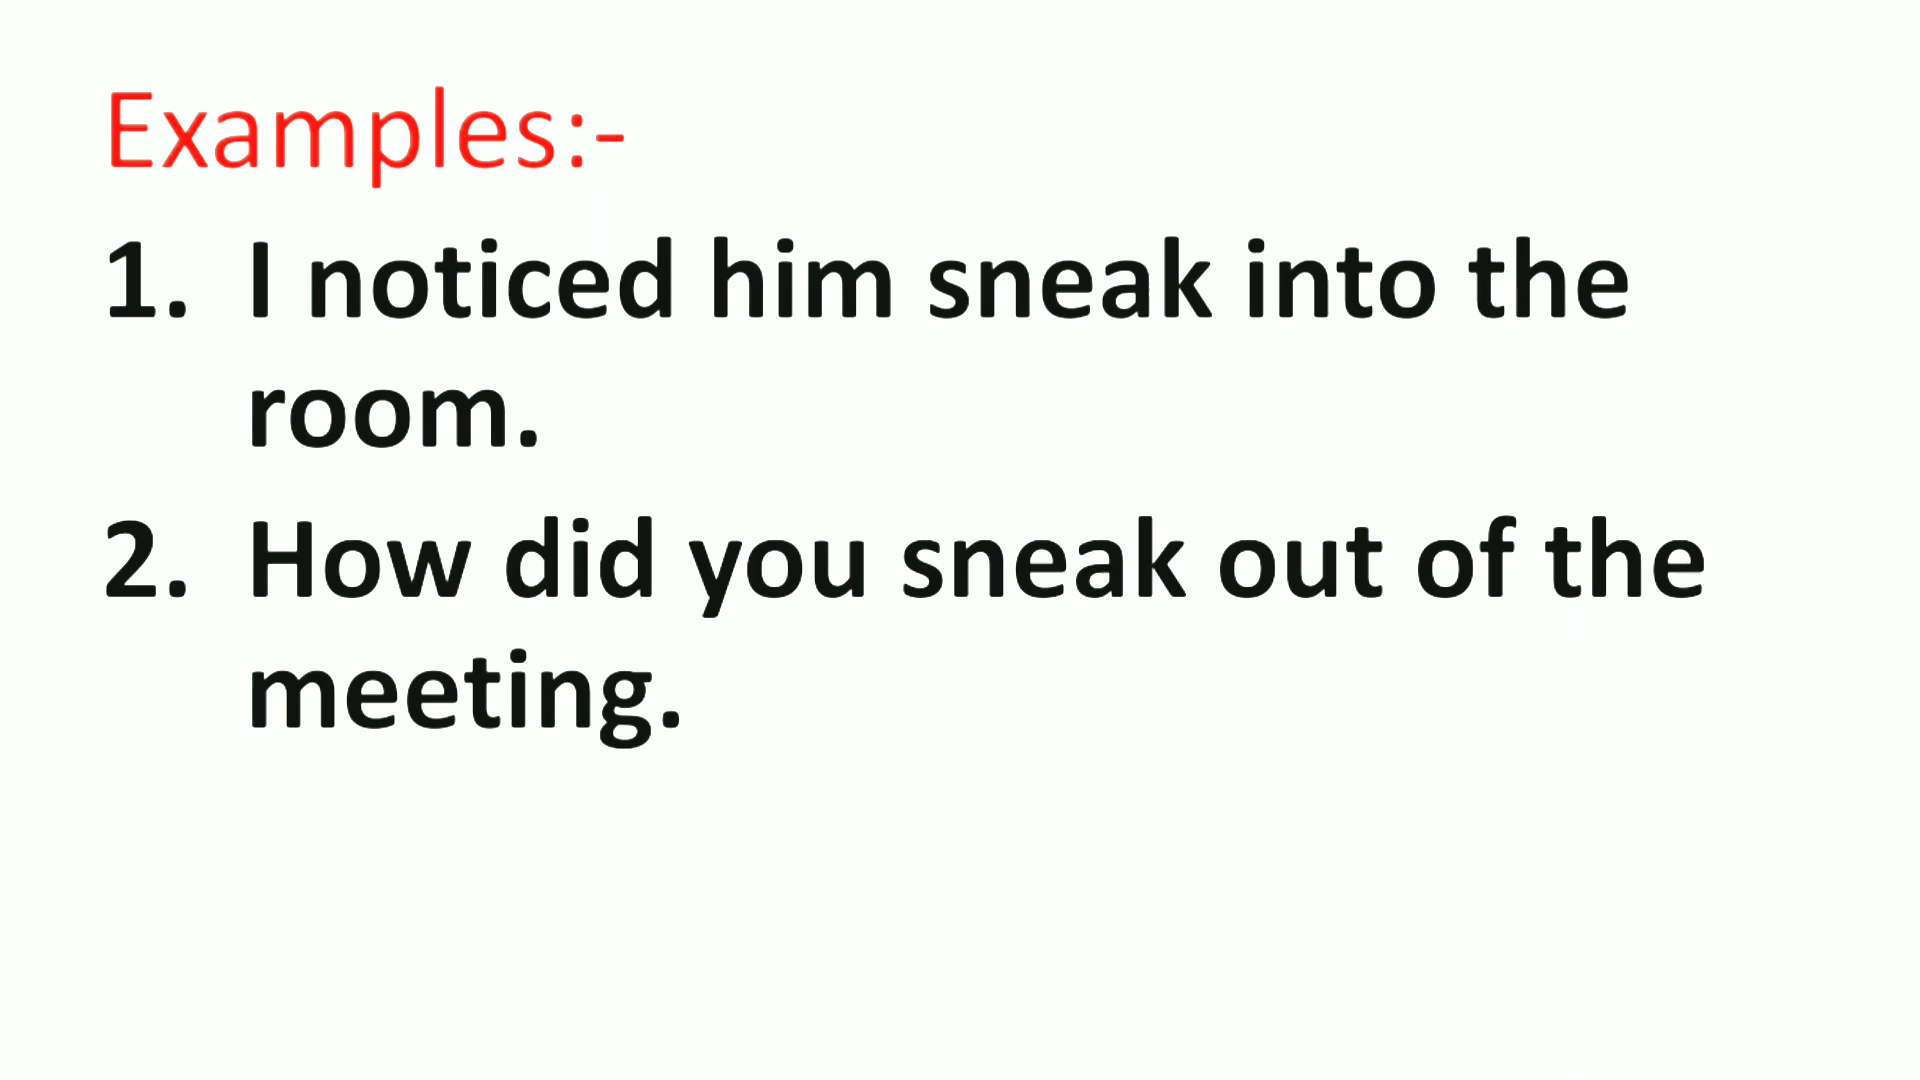 Examples:-
1. I noticed him sneak into the
room.
2. How did you sneak out of the
meeting.